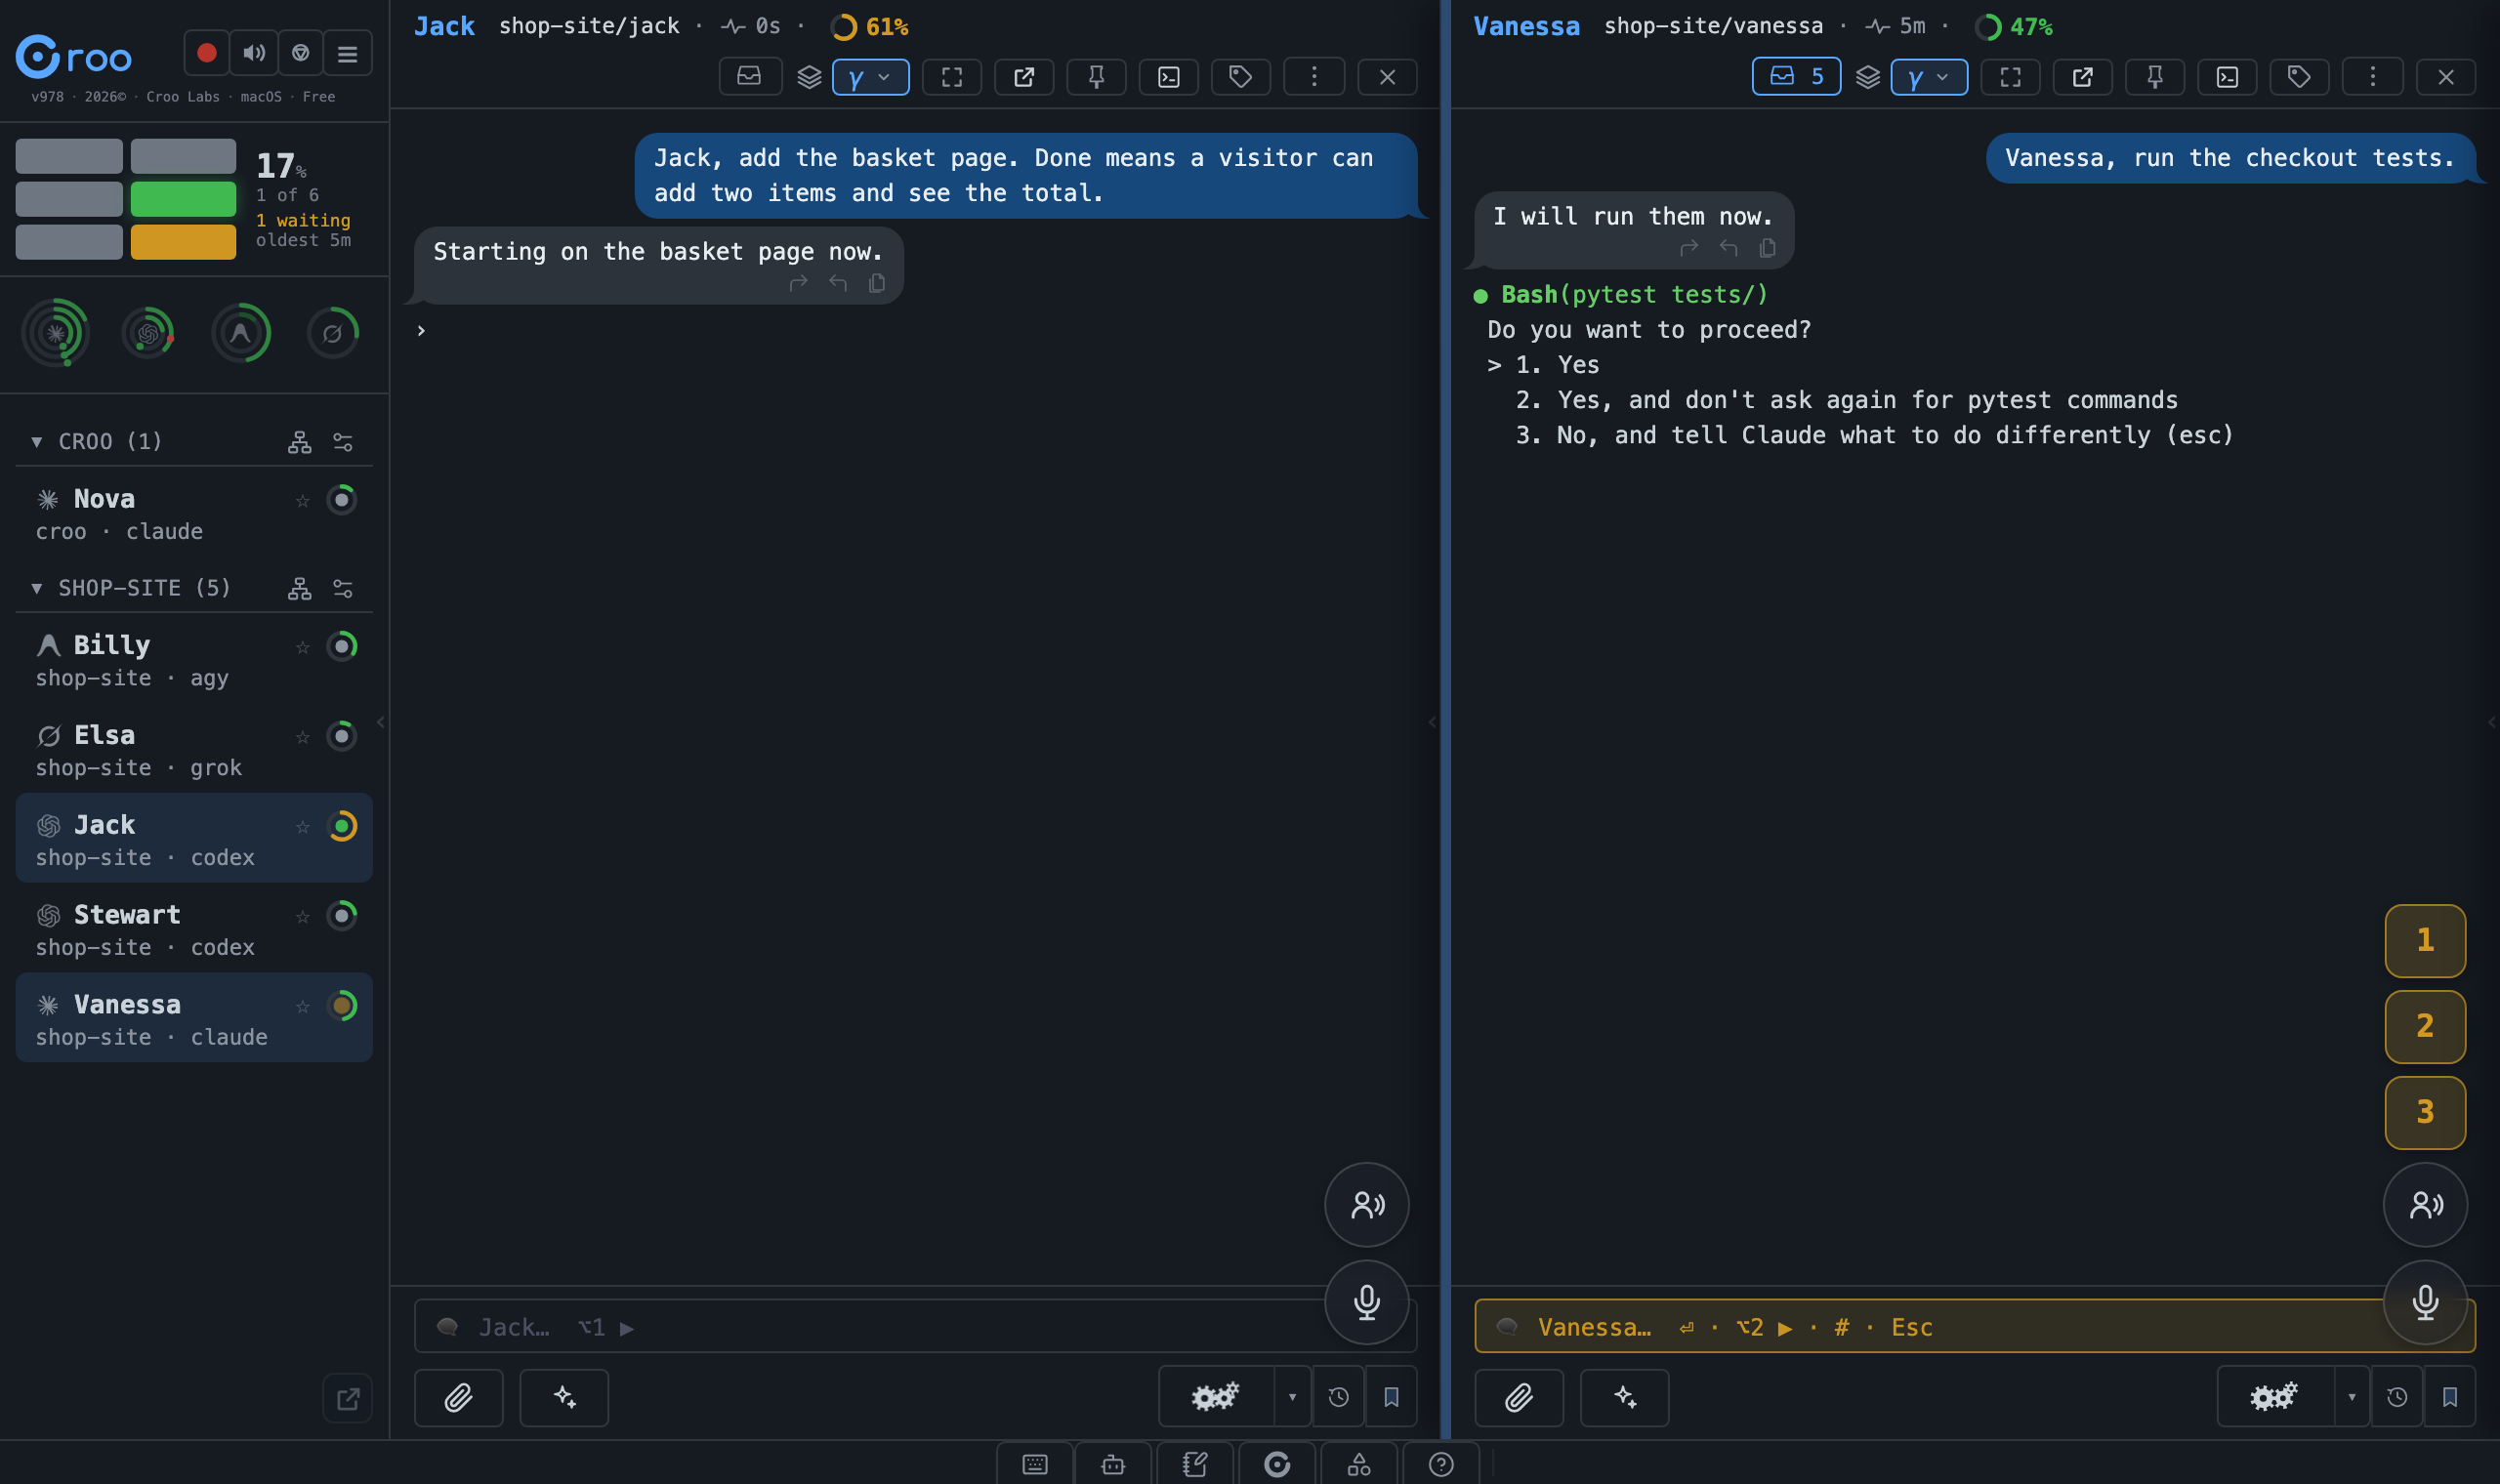 Croo
v978 · 2026© · Croo Labs · macOS · Free
17%
1 of 6
1 waiting
oldest 5m
▼ CROO (1)
Nova
croo · claude
▼ SHOP-SITE (5)
Billy
shop-site · agy
Elsa
shop-site · grok
Jack
shop-site · codex
Stewart
shop-site · codex
Vanessa
shop-site · claude
Jack shop-site/jack · 0s · 61%
γ
Jack, add the basket page. Done means a visitor can
add two items and see the total.
Starting on the basket page now.
›
Jack… ⌥1 ▶
Vanessa shop-site/vanessa · 5m · 47%
5 γ
Vanessa, run the checkout tests.
I will run them now.
● Bash(pytest tests/)
Do you want to proceed?
> 1. Yes
2. Yes, and don't ask again for pytest commands
3. No, and tell Claude what to do differently (esc)
1
2
3
Vanessa… ⏎ · ⌥2 ▶ · # · Esc